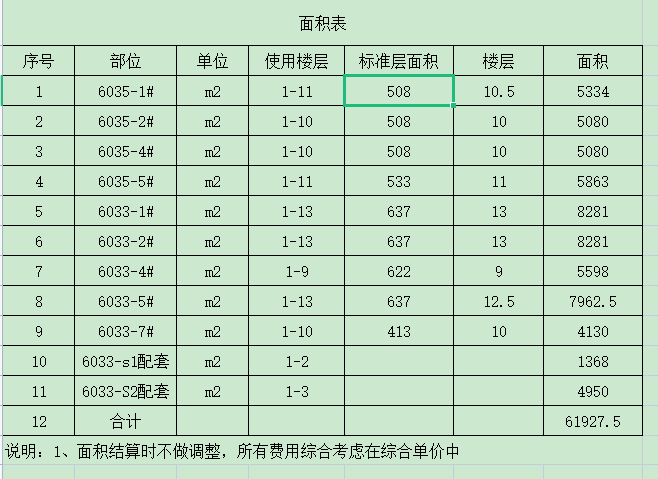 面积表
序号 部位 单位 使用楼层 标准层面积 楼层 面积
1 6035-1# m2 1-11 508 10.5 5334
2 6035-2# m2 1-10 508 10 5080
3 6035-4# m2 1-10 508 10 5080
4 6035-5# m2 1-11 533 11 5863
5 6033-1# m2 1-13 637 13 8281
6 6033-2# m2 1-13 637 13 8281
7 6033-4# m2 1-9 622 9 5598
8 6033-5# m2 1-13 637 12.5 7962.5
9 6033-7# m2 1-10 413 10 4130
10 6033-s1配套 m2 1-2 1368
11 6033-S2配套 m2 1-3 4950
12 合计 61927.5
说明：1、面积结算时不做调整，所有费用综合考虑在综合单价中